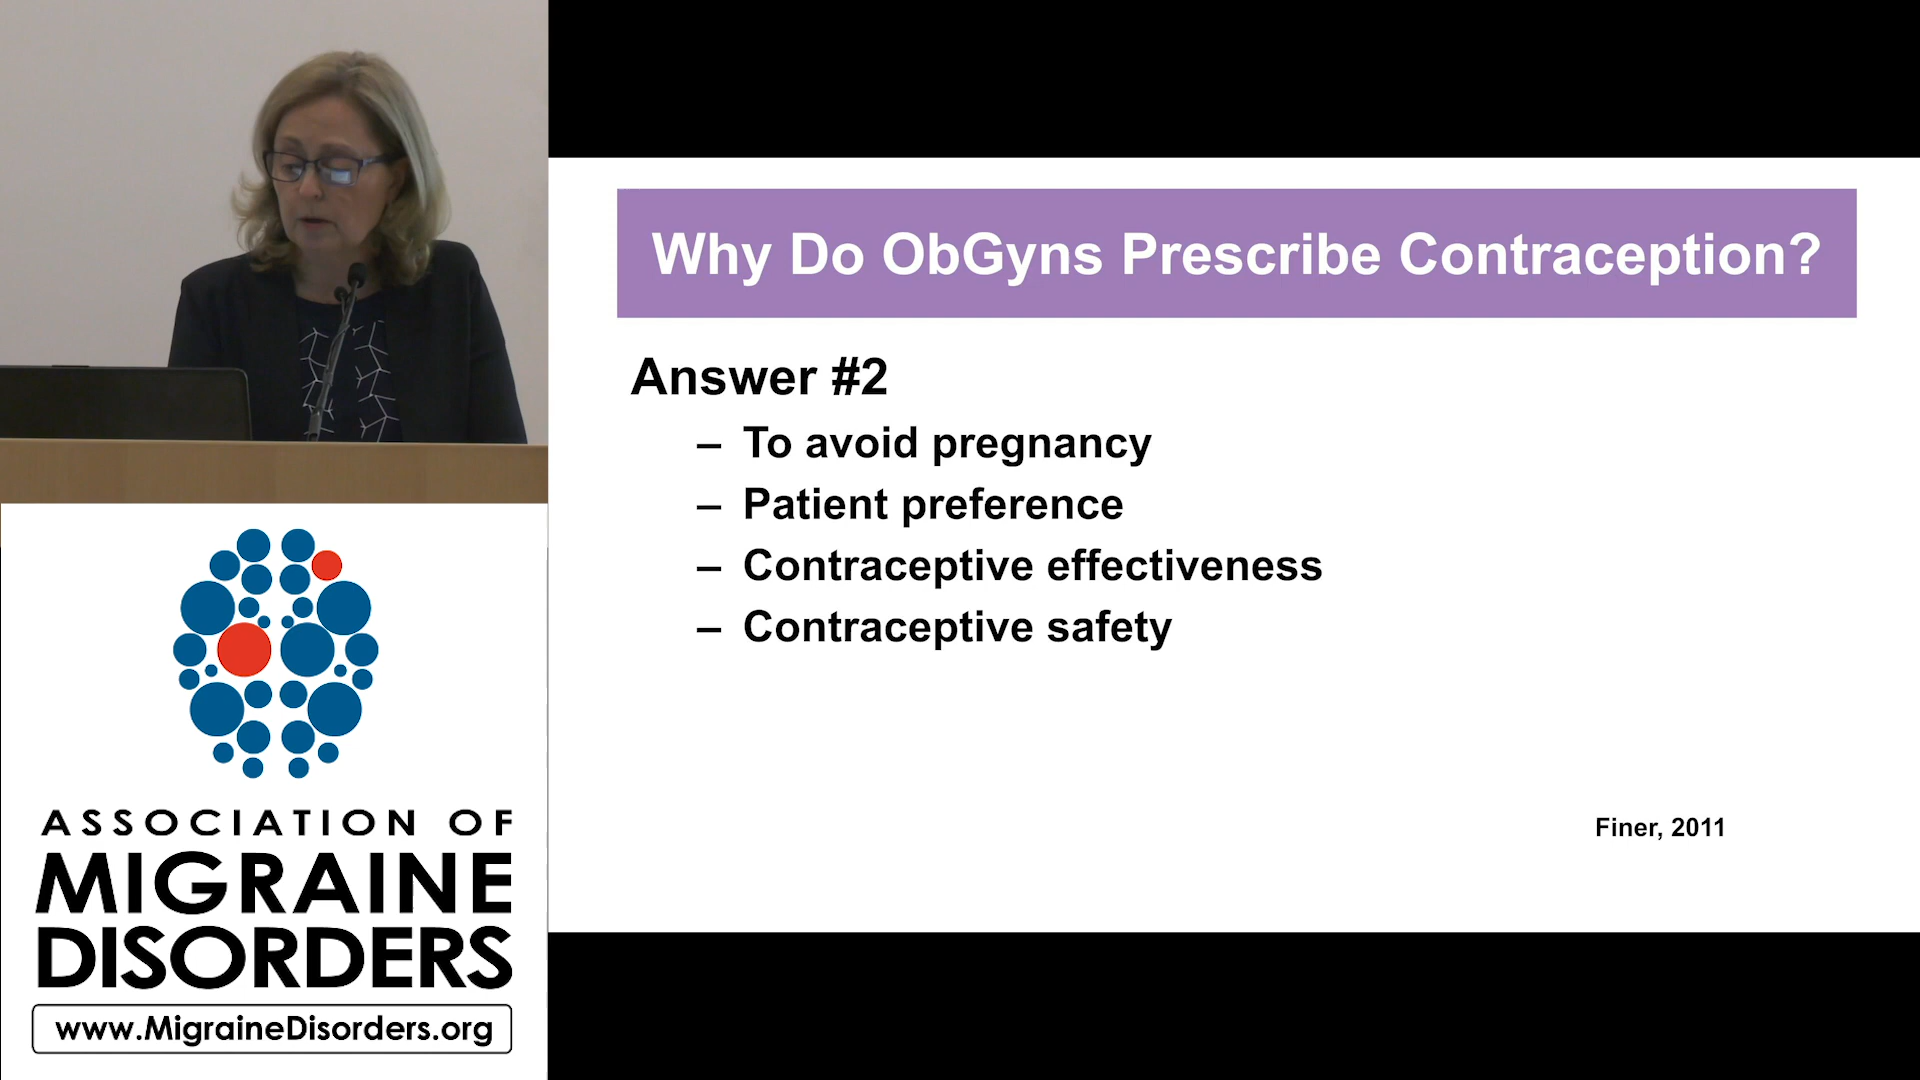 Why Do ObGyns Prescribe Contraception?
Answer #2
– To avoid pregnancy
– Patient preference
– Contraceptive effectiveness
– Contraceptive safety
Finer, 2011
ASSOCIATION OF
MIGRAINE
DISORDERS
www.MigraineDisorders.org